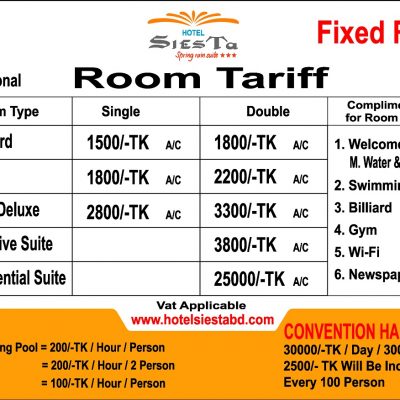 HOTEL
SIESTa
Spring rain suite ★★★
Fixed
Room Tariff
Single
Double
Complim
for Room
1500/-TK A/C
1800/-TK A/C
1. Welcome
M. Water &
1800/-TK A/C
2200/-TK A/C
2. Swimmin
Deluxe
2800/-TK A/C
3300/-TK A/C
3. Billiard
4. Gym
ive Suite
3800/-TK A/C
5. Wi-Fi
ential Suite
25000/-TK A/C
6. Newspap
Vat Applicable
www.hotelsiestabd.com
ng Pool = 200/-TK / Hour / Person
= 200/-TK / Hour / 2 Person
= 100/-TK / Hour / Person
CONVENTION HA
30000/-TK / Day / 300
2500/- TK Will Be Inc
Every 100 Person